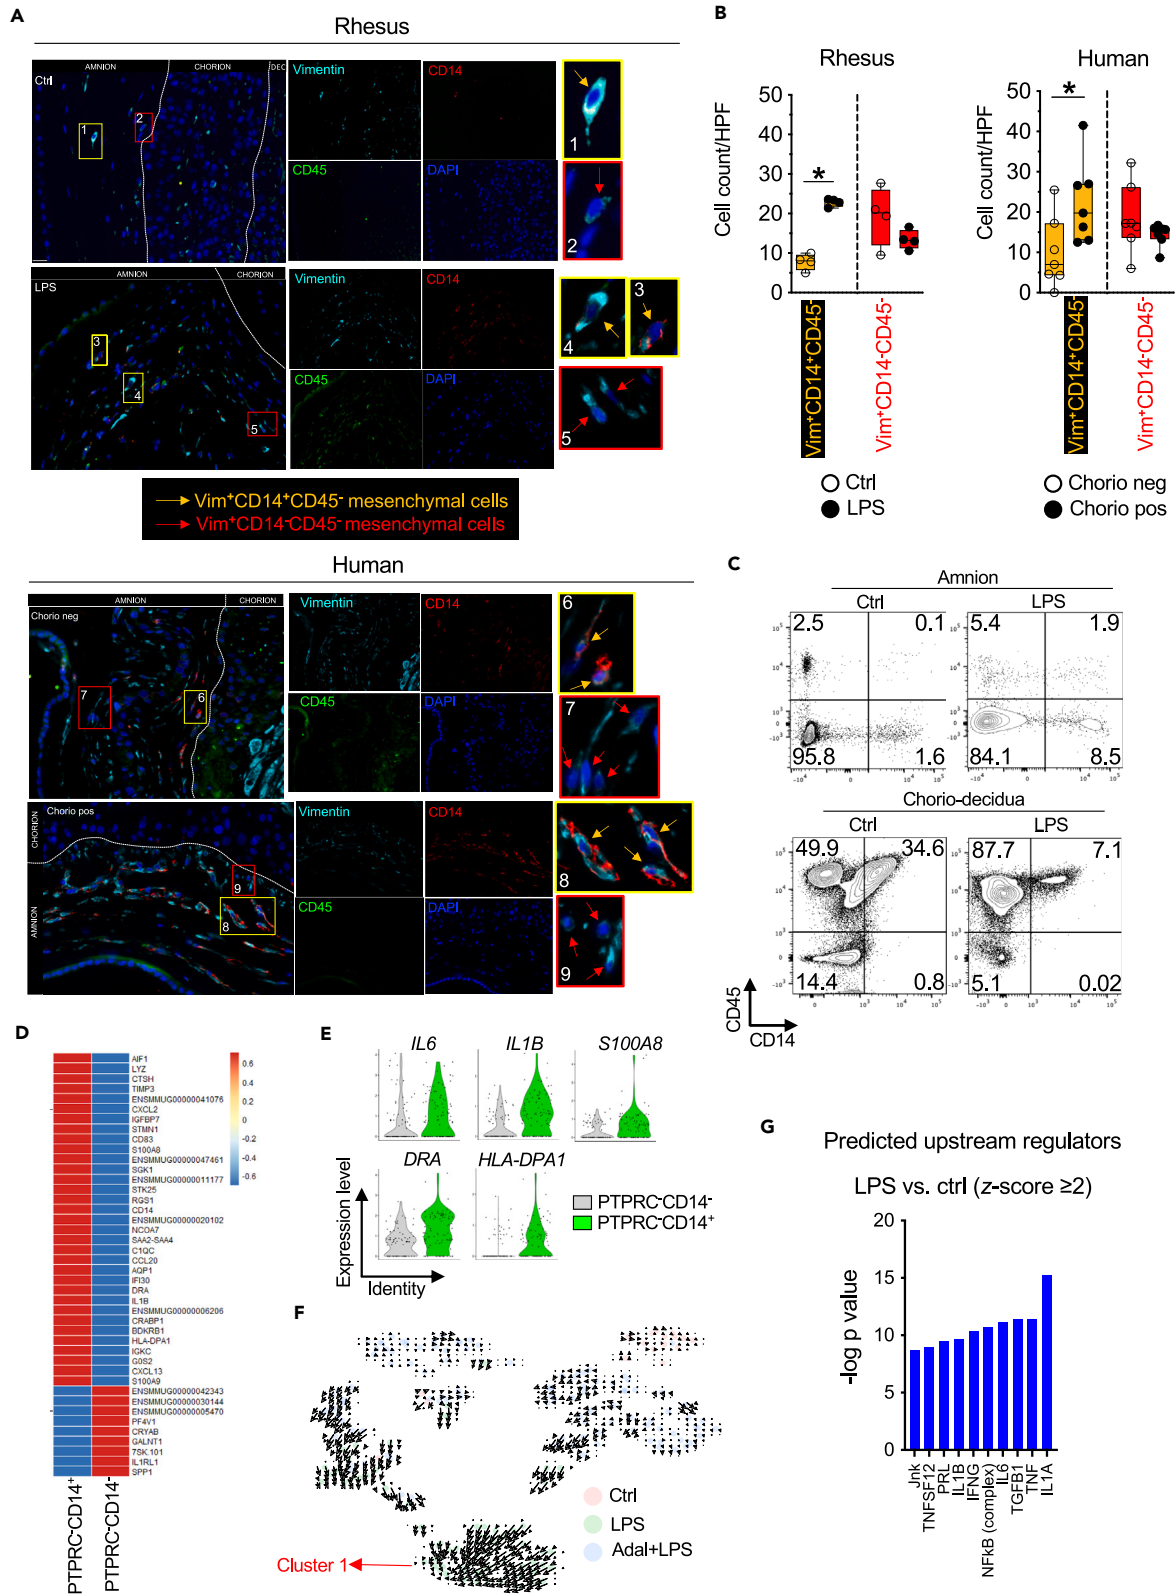 A
Rhesus
AMNION
CHORION
DEC
Ctrl
1
2
Vimentin
CD14
CD45
DAPI
1
2
AMNION
CHORION
LPS
3
4
5
Vimentin
CD14
CD45
DAPI
3
4
5
Vim⁺CD14⁺CD45⁻ mesenchymal cells
Vim⁺CD14⁻CD45⁻ mesenchymal cells
Human
AMNION
CHORION
Chorio neg
7
6
Vimentin
CD14
CD45
DAPI
6
7
CHORION
AMNION
Chorio pos
9
8
Vimentin
CD14
CD45
DAPI
8
9
B
Rhesus
Human
Cell count/HPF
50
40
30
20
10
0
*
Vim⁺CD14⁺CD45⁻
Vim⁺CD14⁻CD45⁻
Ctrl
LPS
Cell count/HPF
50
40
30
20
10
0
*
Vim⁺CD14⁺CD45⁻
Vim⁺CD14⁻CD45⁻
Chorio neg
Chorio pos
C
Amnion
Ctrl
LPS
2.5
0.1
95.8
1.6
5.4
1.9
84.1
8.5
Chorio-decidua
Ctrl
LPS
49.9
34.6
14.4
0.8
87.7
7.1
5.1
0.02
CD45
CD14
D
AIF1
LYZ
CTSH
TIMP3
ENSMMUG00000041076
CXCL2
IGFBP7
STMN1
CD83
S100A8
ENSMMUG00000047461
SGK1
ENSMMUG00000011177
STK25
RGS1
CD14
ENSMMUG00000020102
NCOA7
SAA2-SAA4
C1QC
CCL20
AQP1
IFI30
DRA
IL1B
ENSMMUG00000006206
CRABP1
BDKRB1
HLA-DPA1
IGKC
G0S2
CXCL13
S100A9
ENSMMUG00000042343
ENSMMUG00000030144
ENSMMUG00000005470
PF4V1
CRYAB
GALNT1
7SK.101
IL1RL1
SPP1
0.6
0.4
0.2
0
-0.2
-0.4
-0.6
PTPRC⁻CD14⁺
PTPRC⁻CD14⁻
E
IL6
IL1B
S100A8
DRA
HLA-DPA1
Expression level
Identity
PTPRC⁻CD14⁻
PTPRC⁻CD14⁺
F
Cluster 1
Ctrl
LPS
Adal+LPS
G
Predicted upstream regulators
LPS vs. ctrl (z-score ≥2)
-log p value
20
15
10
5
0
Jnk
TNFSF12
PRL
IL1B
IFNG
NFkB (complex)
IL6
TGFB1
TNF
IL1A